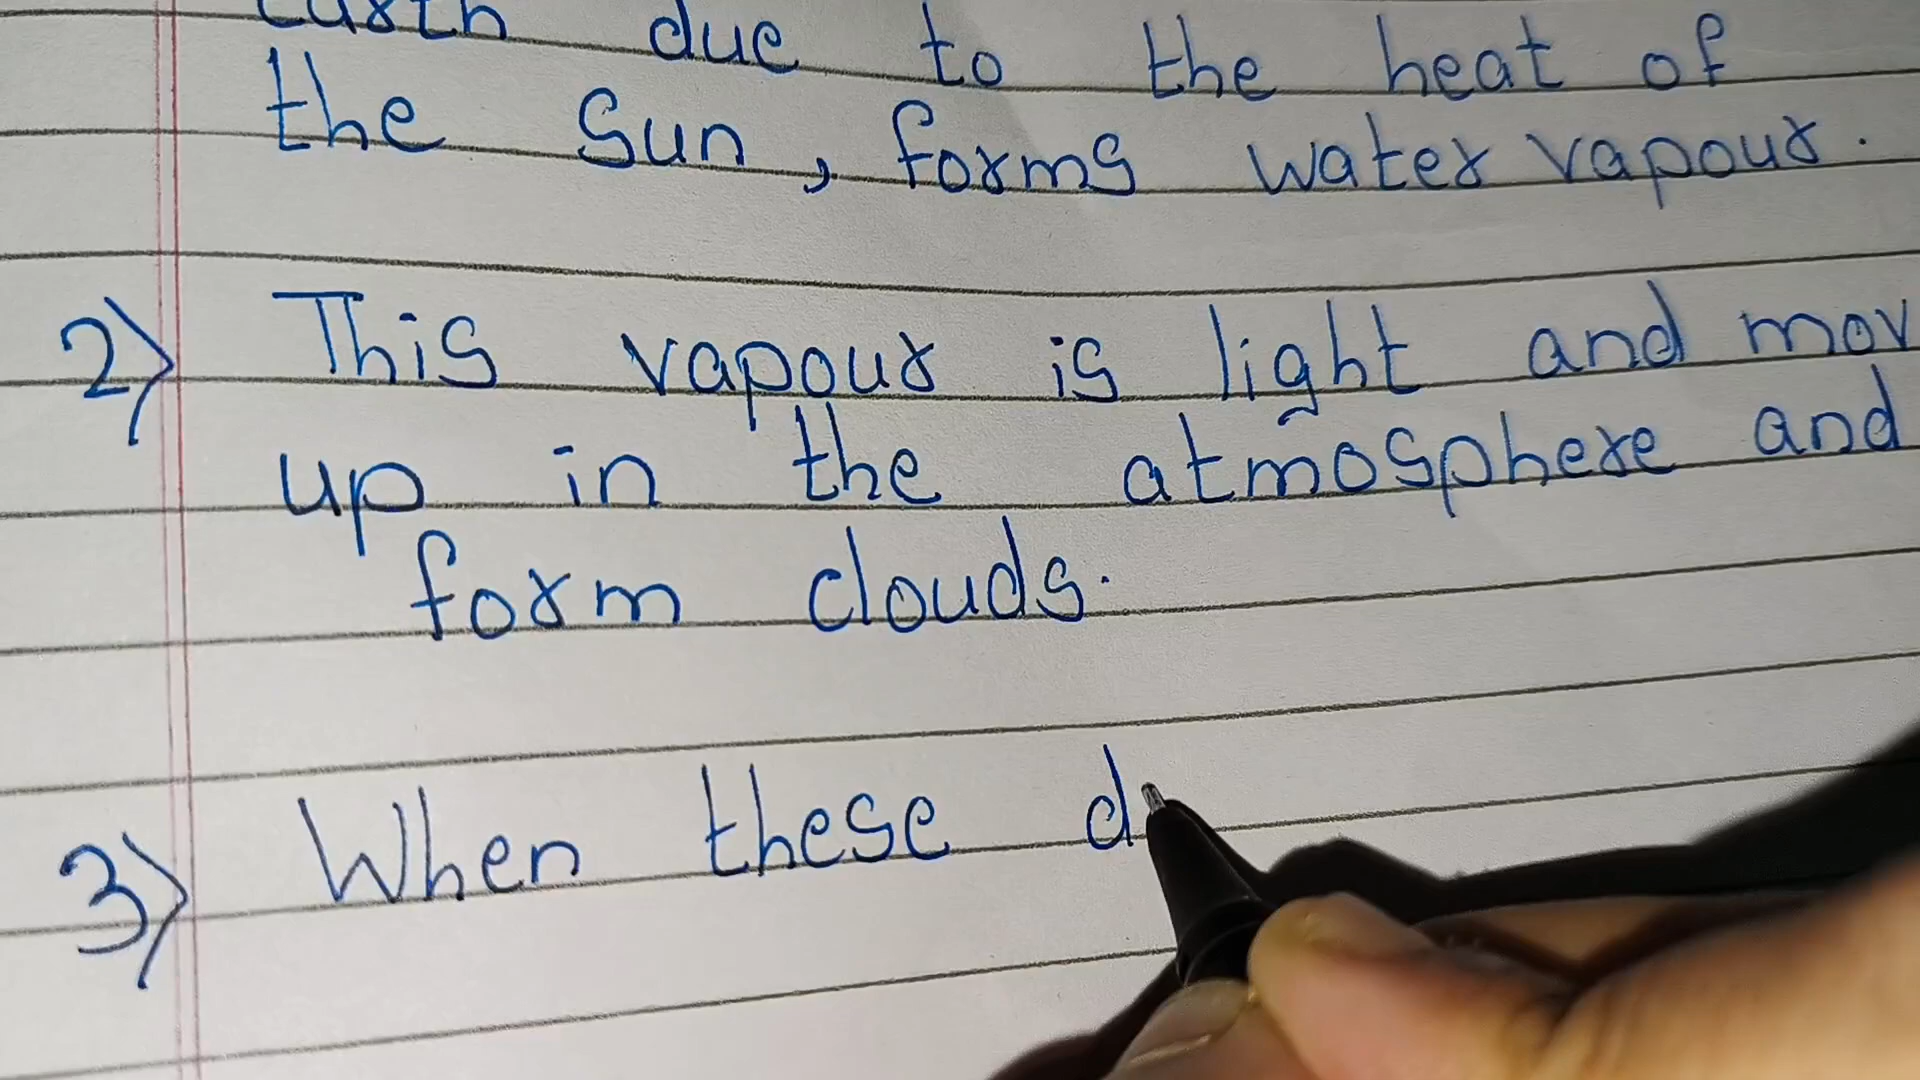 Earth due to the heat of
the Sun, forms water vapour.
2) This vapour is light and mov
up in the atmosphere and
form clouds.
3) When these d